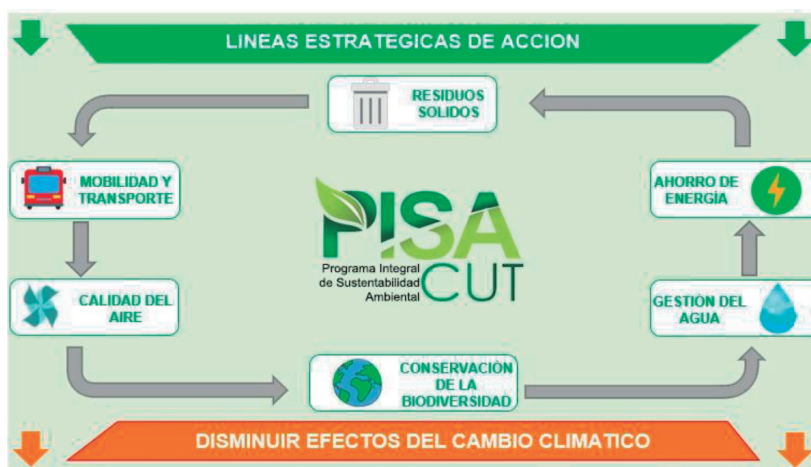 LINEAS ESTRATEGICAS DE ACCION
RESIDUOS
SOLIDOS
MOBILIDAD Y
TRANSPORTE
AHORRO DE
ENERGÍA
PISA
CUT
Programa Integral
de Sustentabilidad
Ambiental
CALIDAD DEL
AIRE
GESTIÓN DEL
AGUA
CONSERVACIÓN
DE LA
BIODIVERSIDAD
DISMINUIR EFECTOS DEL CAMBIO CLIMATICO